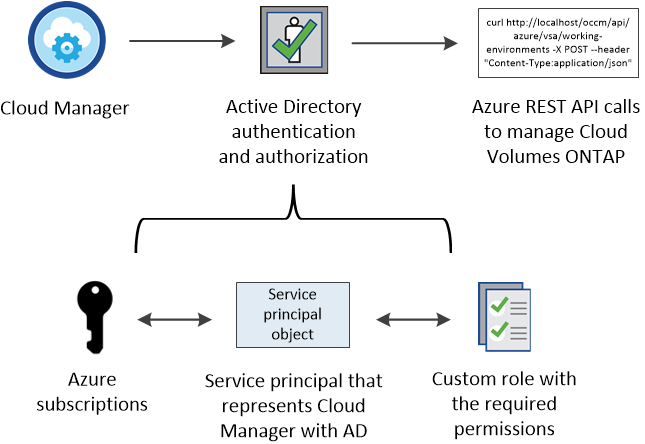 curl http://localhost/occm/api/
azure/vsa/working-
environments -X POST --header
"Content-Type:application/json"
Cloud Manager
Active Directory
authentication
and authorization
Azure REST API calls
to manage Cloud
Volumes ONTAP
Service
principal
object
Azure
subscriptions
Service principal that
represents Cloud
Manager with AD
Custom role with
the required
permissions